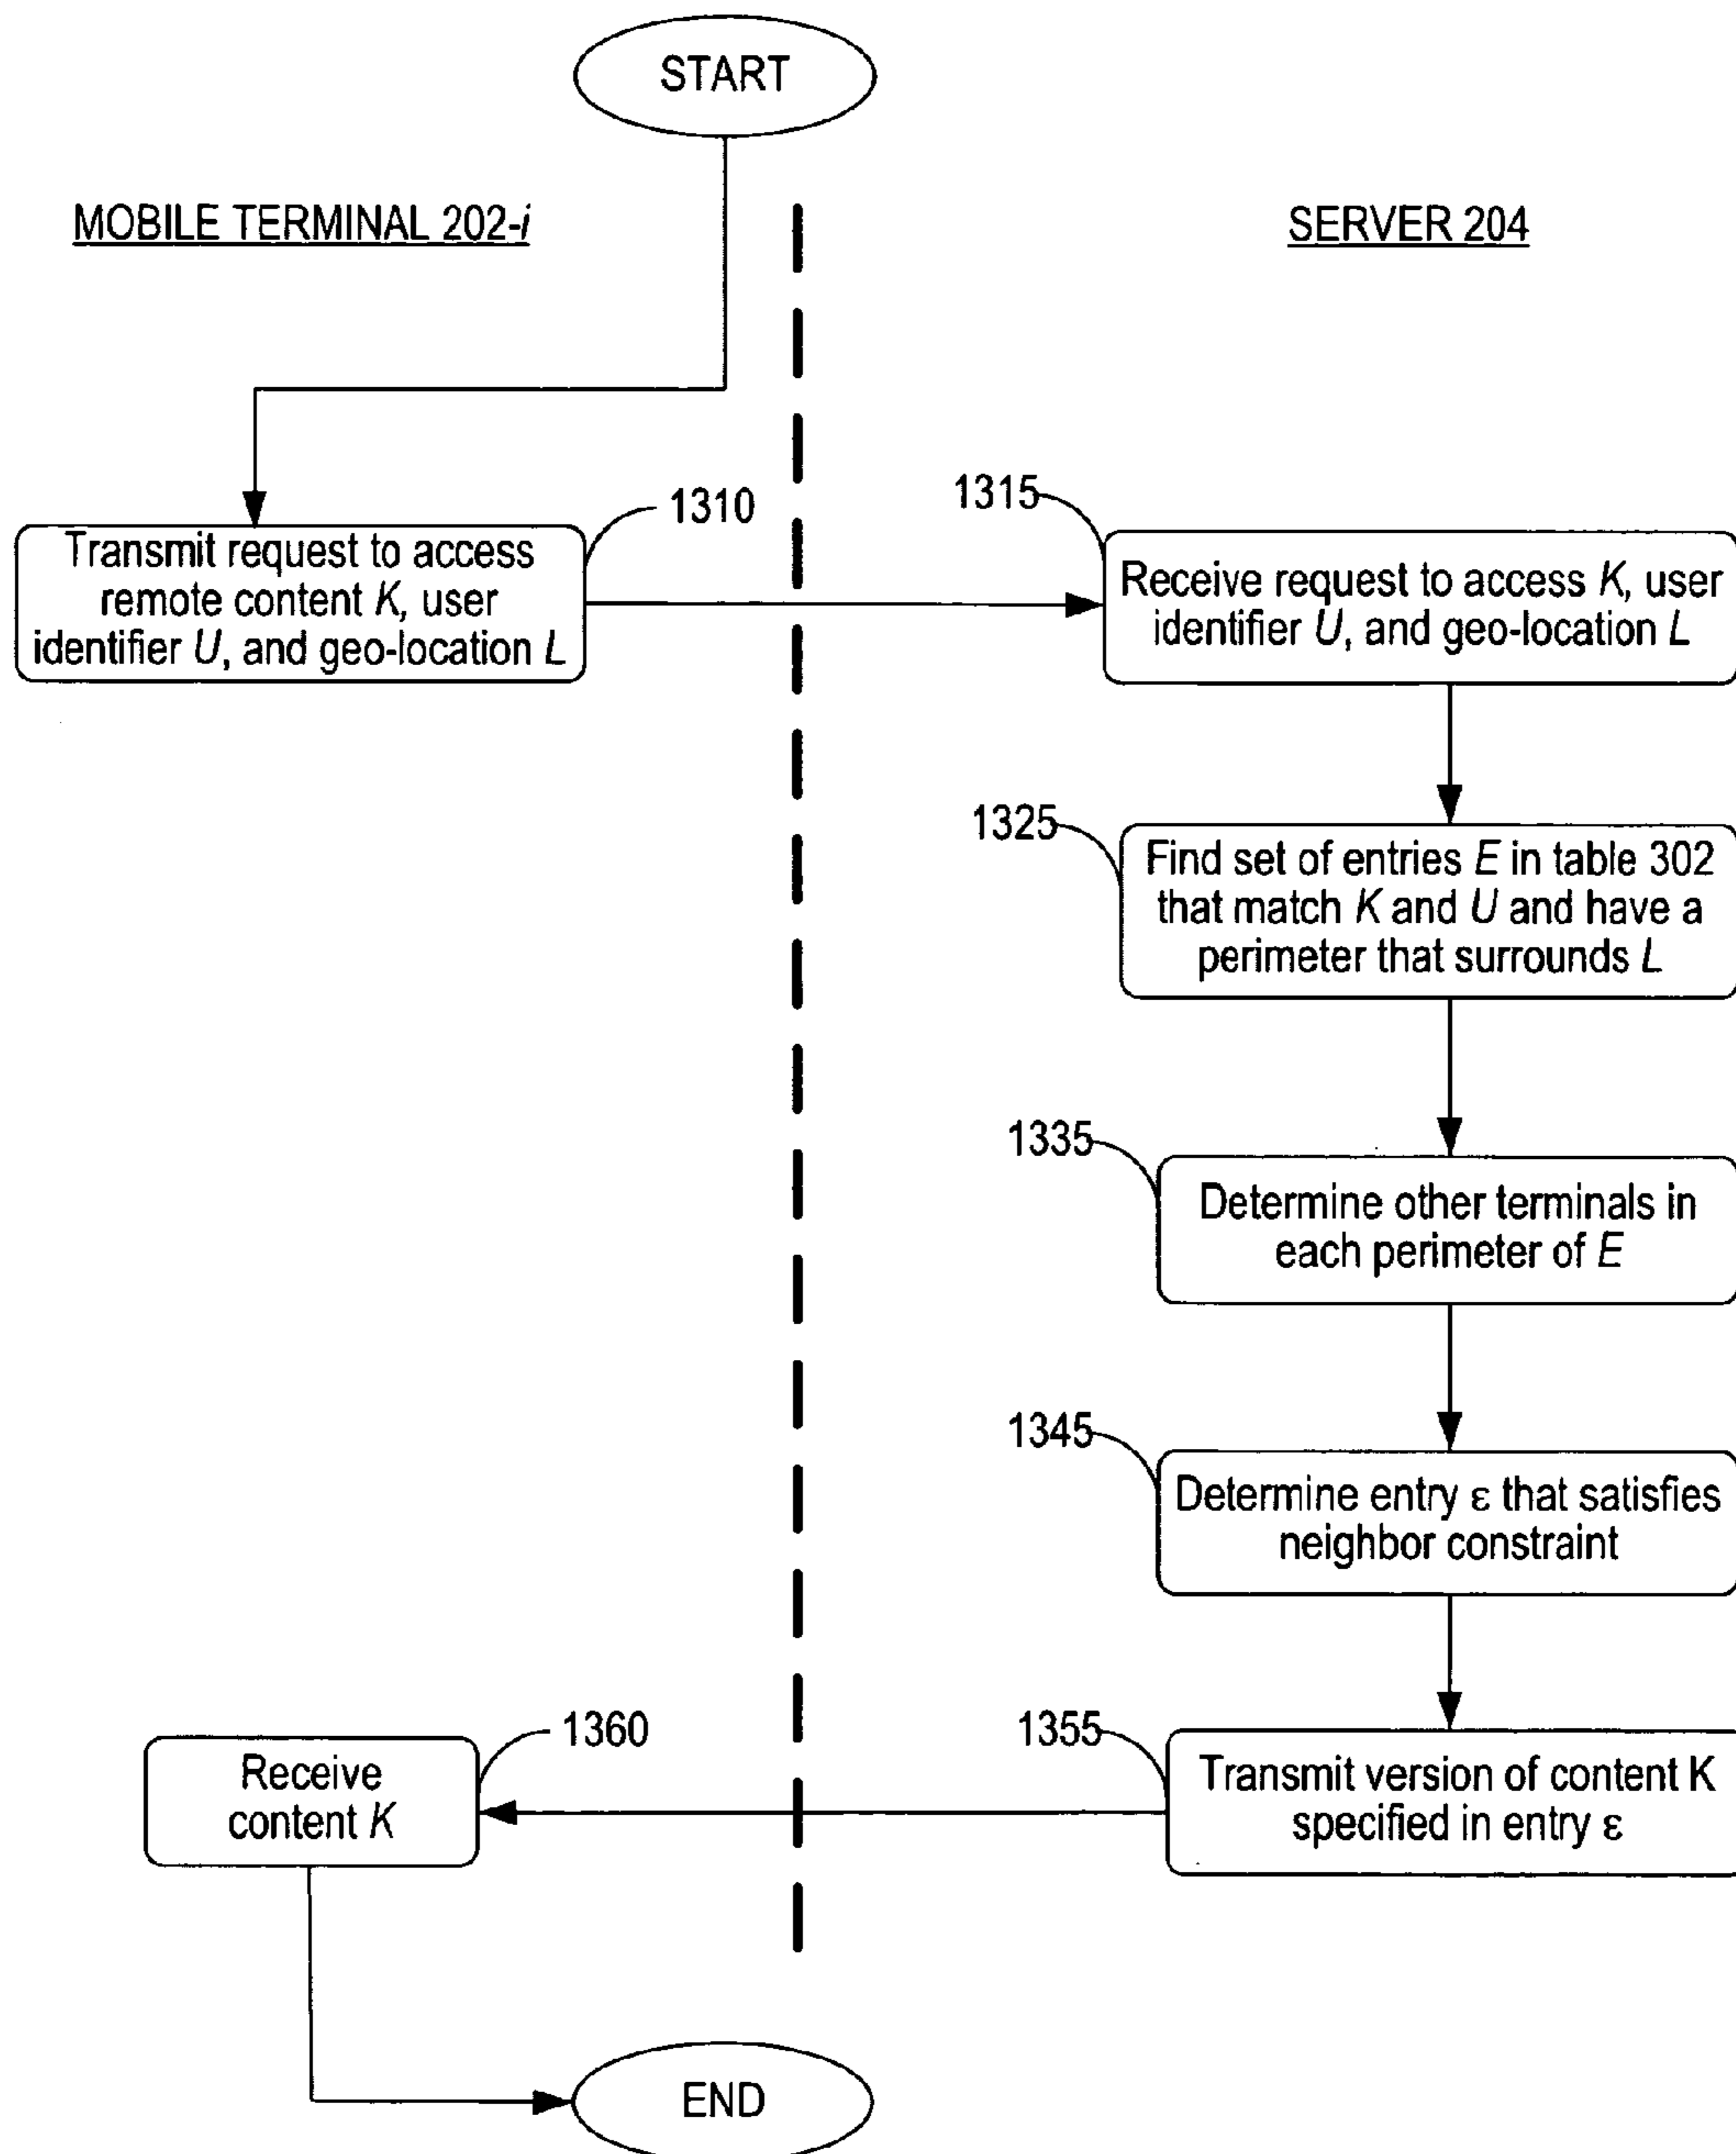 START
MOBILE TERMINAL 202-i
SERVER 204
1310
1315
Transmit request to access
remote content K, user
identifier U, and geo-location L
Receive request to access K, user
identifier U, and geo-location L
1325
Find set of entries E in table 302
that match K and U and have a
perimeter that surrounds L
1335
Determine other terminals in
each perimeter of E
1345
Determine entry ε that satisfies
neighbor constraint
1360
1355
Receive
content K
Transmit version of content K
specified in entry ε
END